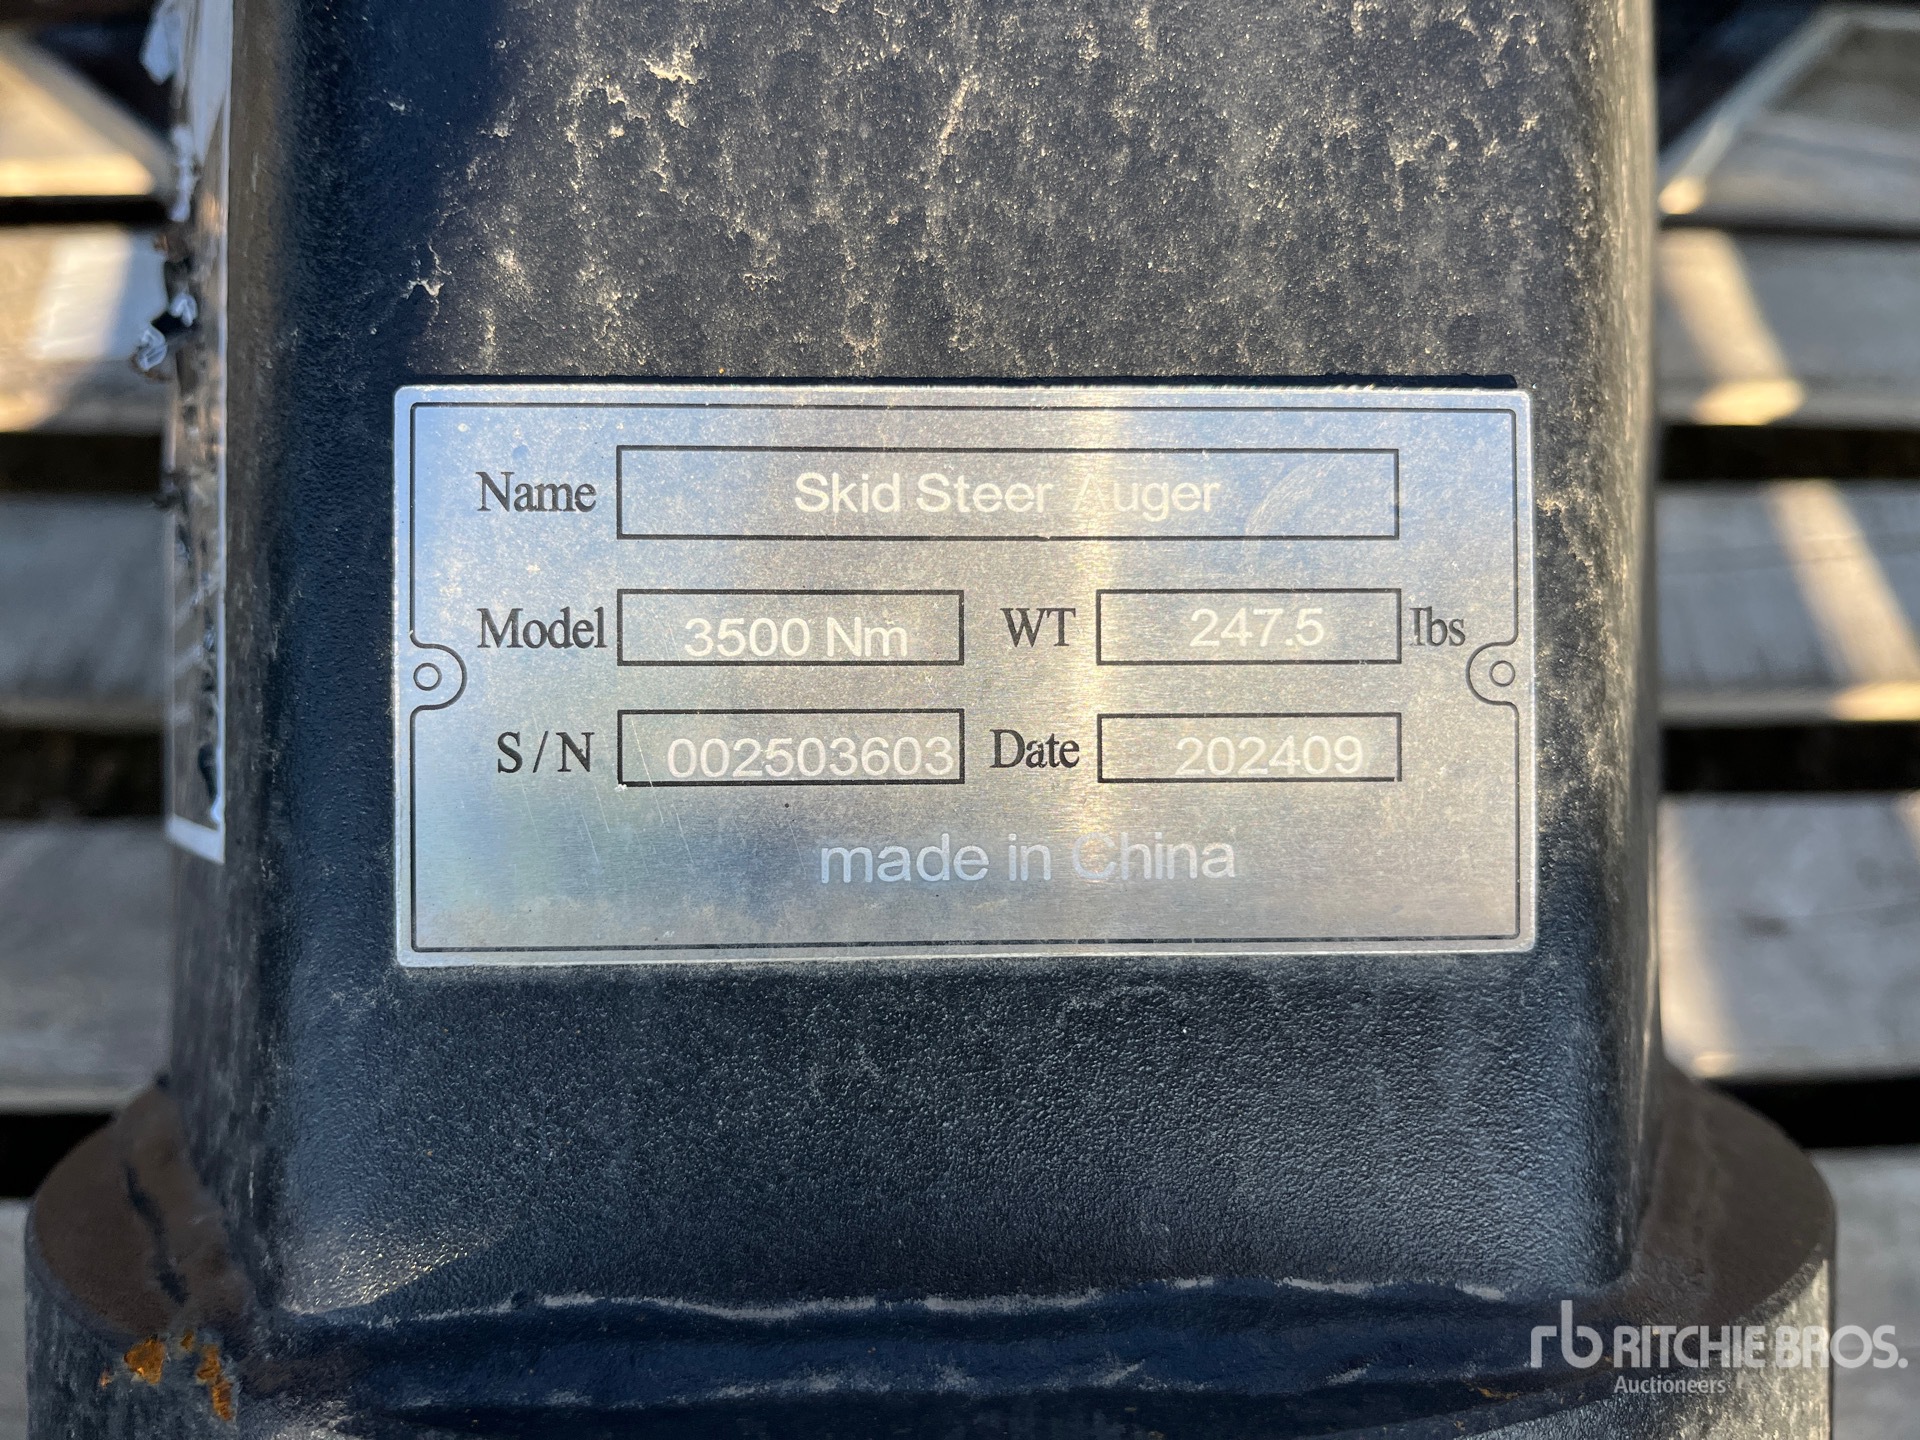 Name Skid Steer Auger
Model 3500 Nm WT 247.5 lbs
S/N 002503603 Date 202409
made in China
rb RITCHIE BROS.
Auctioneers